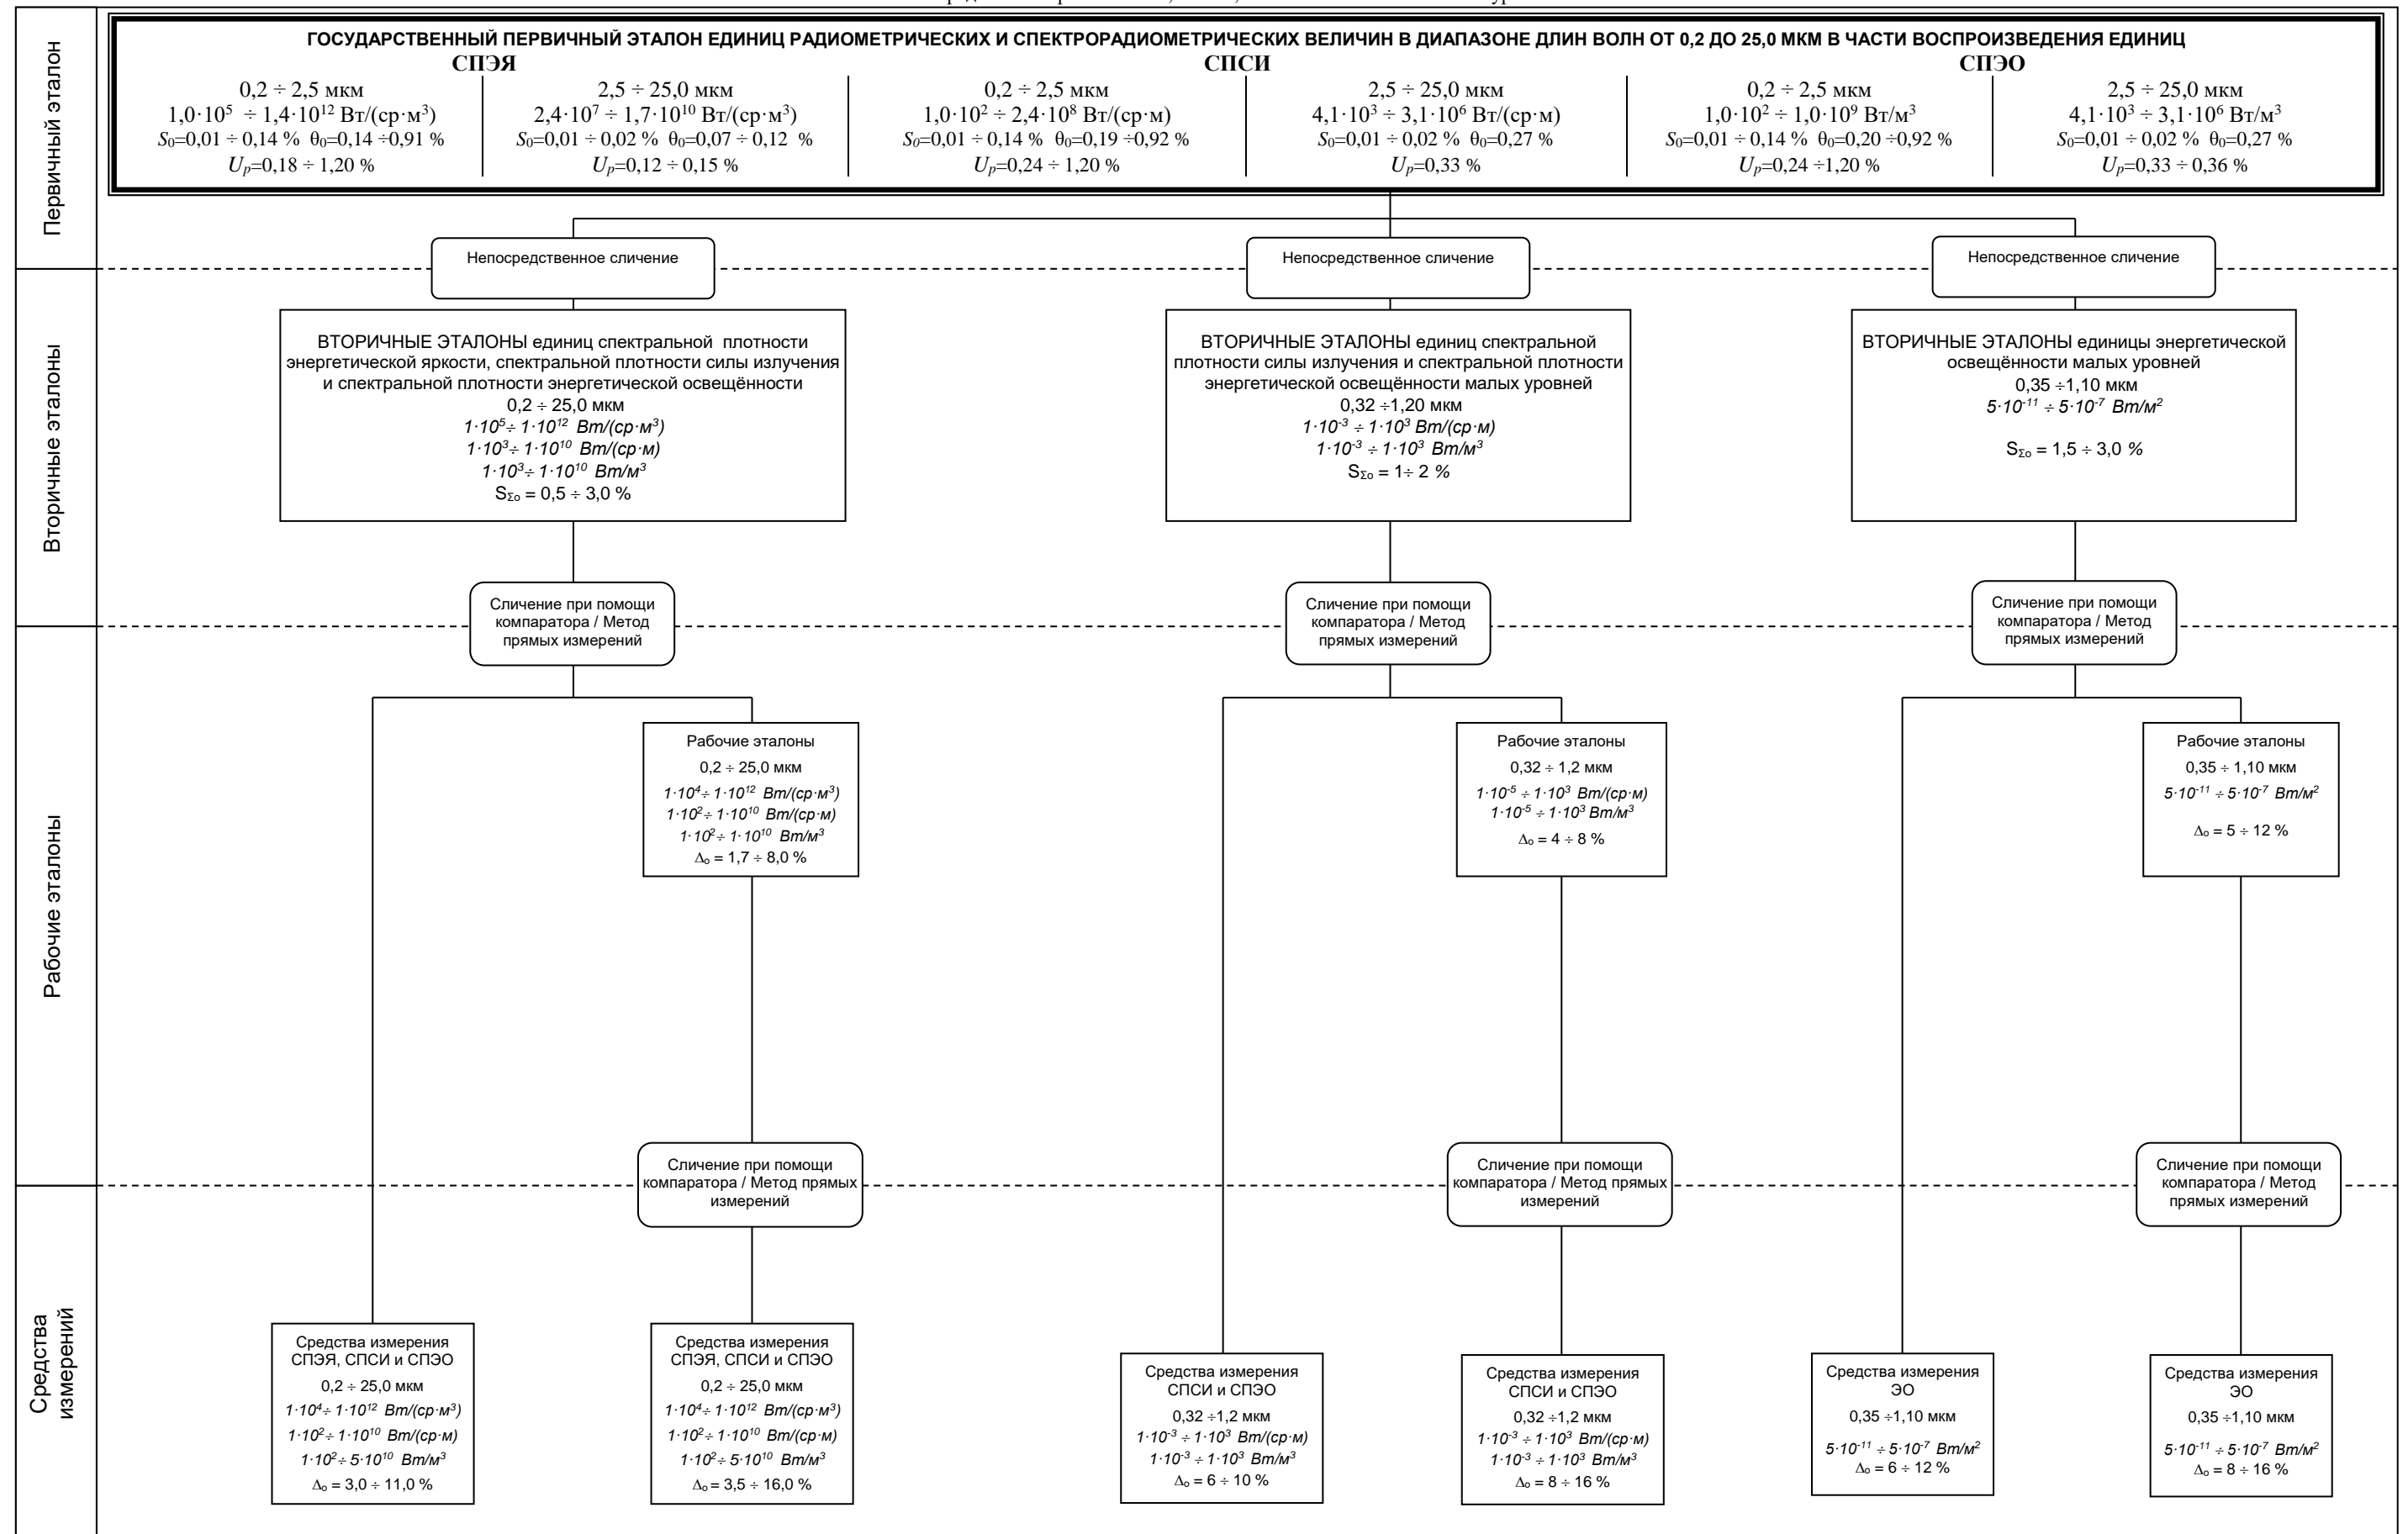 ГОСУДАРСТВЕННЫЙ ПЕРВИЧНЫЙ ЭТАЛОН ЕДИНИЦ РАДИОМЕТРИЧЕСКИХ И СПЕКТРОРАДИОМЕТРИЧЕСКИХ ВЕЛИЧИН В ДИАПАЗОНЕ ДЛИН ВОЛН ОТ 0,2 ДО 25,0 МКМ В ЧАСТИ ВОСПРОИЗВЕДЕНИЯ ЕДИНИЦ
СПЭЯ
СПСИ
СПЭО
0,2 ÷ 2,5 мкм
1,0·10⁵ ÷ 1,4·10¹² Вт/(ср·м³)
S₀=0,01 ÷ 0,14 % θ₀=0,14 ÷0,91 %
Uₚ=0,18 ÷ 1,20 %
2,5 ÷ 25,0 мкм
2,4·10⁷ ÷ 1,7·10¹⁰ Вт/(ср·м³)
S₀=0,01 ÷ 0,02 % θ₀=0,07 ÷ 0,12 %
Uₚ=0,12 ÷ 0,15 %
0,2 ÷ 2,5 мкм
1,0·10² ÷ 2,4·10⁸ Вт/(ср·м)
S₀=0,01 ÷ 0,14 % θ₀=0,19 ÷0,92 %
Uₚ=0,24 ÷ 1,20 %
2,5 ÷ 25,0 мкм
4,1·10³ ÷ 3,1·10⁶ Вт/(ср·м)
S₀=0,01 ÷ 0,02 % θ₀=0,27 %
Uₚ=0,33 %
0,2 ÷ 2,5 мкм
1,0·10² ÷ 1,0·10⁹ Вт/м³
S₀=0,01 ÷ 0,14 % θ₀=0,20 ÷0,92 %
Uₚ=0,24 ÷1,20 %
2,5 ÷ 25,0 мкм
4,1·10³ ÷ 3,1·10⁶ Вт/м³
S₀=0,01 ÷ 0,02 % θ₀=0,27 %
Uₚ=0,33 ÷ 0,36 %
Первичный эталон
Непосредственное сличение
Непосредственное сличение
Непосредственное сличение
Вторичные эталоны
ВТОРИЧНЫЕ ЭТАЛОНЫ единиц спектральной плотности
энергетической яркости, спектральной плотности силы излучения
и спектральной плотности энергетической освещённости
0,2 ÷ 25,0 мкм
1·10⁵÷ 1·10¹² Вт/(ср·м³)
1·10³÷ 1·10¹⁰ Вт/(ср·м)
1·10³÷ 1·10¹⁰ Вт/м³
S_Σо = 0,5 ÷ 3,0 %
ВТОРИЧНЫЕ ЭТАЛОНЫ единиц спектральной
плотности силы излучения и спектральной плотности
энергетической освещённости малых уровней
0,32 ÷1,20 мкм
1·10⁻³ ÷ 1·10³ Вт/(ср·м)
1·10⁻³ ÷ 1·10³ Вт/м³
S_Σо = 1÷ 2 %
ВТОРИЧНЫЕ ЭТАЛОНЫ единицы энергетической
освещённости малых уровней
0,35 ÷1,10 мкм
5·10⁻¹¹ ÷ 5·10⁻⁷ Вт/м²
S_Σо = 1,5 ÷ 3,0 %
Сличение при помощи
компаратора / Метод
прямых измерений
Сличение при помощи
компаратора / Метод
прямых измерений
Сличение при помощи
компаратора / Метод
прямых измерений
Рабочие эталоны
Рабочие эталоны
0,2 ÷ 25,0 мкм
1·10⁴÷ 1·10¹² Вт/(ср·м³)
1·10²÷ 1·10¹⁰ Вт/(ср·м)
1·10²÷ 1·10¹⁰ Вт/м³
Δₒ = 1,7 ÷ 8,0 %
Рабочие эталоны
0,32 ÷ 1,2 мкм
1·10⁻⁵ ÷ 1·10³ Вт/(ср·м)
1·10⁻⁵ ÷ 1·10³ Вт/м³
Δₒ = 4 ÷ 8 %
Рабочие эталоны
0,35 ÷ 1,10 мкм
5·10⁻¹¹ ÷ 5·10⁻⁷ Вт/м²
Δₒ = 5 ÷ 12 %
Сличение при помощи
компаратора / Метод прямых
измерений
Сличение при помощи
компаратора / Метод прямых
измерений
Сличение при помощи
компаратора / Метод
прямых измерений
Средства
измерений
Средства измерения
СПЭЯ, СПСИ и СПЭО
0,2 ÷ 25,0 мкм
1·10⁴÷ 1·10¹² Вт/(ср·м³)
1·10²÷ 1·10¹⁰ Вт/(ср·м)
1·10²÷ 5·10¹⁰ Вт/м³
Δₒ = 3,0 ÷ 11,0 %
Средства измерения
СПЭЯ, СПСИ и СПЭО
0,2 ÷ 25,0 мкм
1·10⁴÷ 1·10¹² Вт/(ср·м³)
1·10²÷ 1·10¹⁰ Вт/(ср·м)
1·10²÷ 5·10¹⁰ Вт/м³
Δₒ = 3,5 ÷ 16,0 %
Средства измерения
СПСИ и СПЭО
0,32 ÷1,2 мкм
1·10⁻³ ÷ 1·10³ Вт/(ср·м)
1·10⁻³ ÷ 1·10³ Вт/м³
Δₒ = 6 ÷ 10 %
Средства измерения
СПСИ и СПЭО
0,32 ÷1,2 мкм
1·10⁻³ ÷ 1·10³ Вт/(ср·м)
1·10⁻³ ÷ 1·10³ Вт/м³
Δₒ = 8 ÷ 16 %
Средства измерения
ЭО
0,35 ÷1,10 мкм
5·10⁻¹¹ ÷ 5·10⁻⁷ Вт/м²
Δₒ = 6 ÷ 12 %
Средства измерения
ЭО
0,35 ÷1,10 мкм
5·10⁻¹¹ ÷ 5·10⁻⁷ Вт/м²
Δₒ = 8 ÷ 16 %